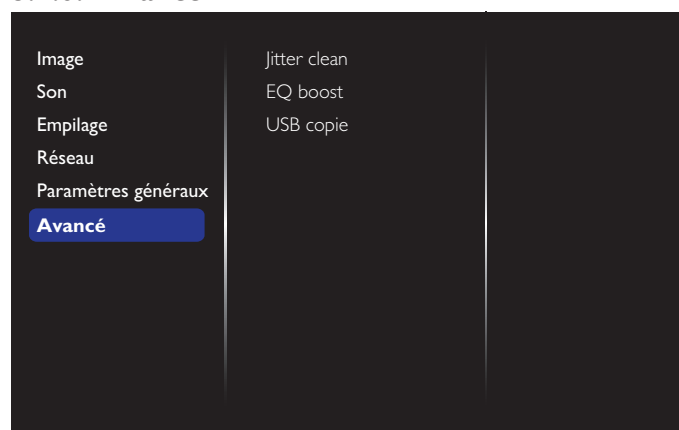 Image
Son
Empilage
Réseau
Paramètres généraux
Avancé
Jitter clean
EQ boost
USB copie